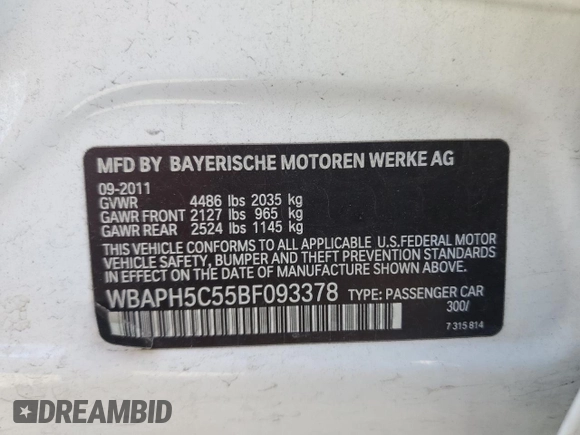 MFD BY BAYERISCHE MOTOREN WERKE AG
09-2011
GVWR 4486 lbs 2035 kg
GAWR FRONT 2127 lbs 965 kg
GAWR REAR 2524 lbs 1145 kg
THIS VEHICLE CONFORMS TO ALL APPLICABLE U.S.FEDERAL MOTOR
VEHICLE SAFETY, BUMPER AND THEFT PREVENTION STANDARDS
IN EFFECT ON THE DATE OF MANUFACTURE SHOWN ABOVE.
WBAPH5C55BF093378 TYPE: PASSENGER CAR
300/
7 315 814
DREAMBID